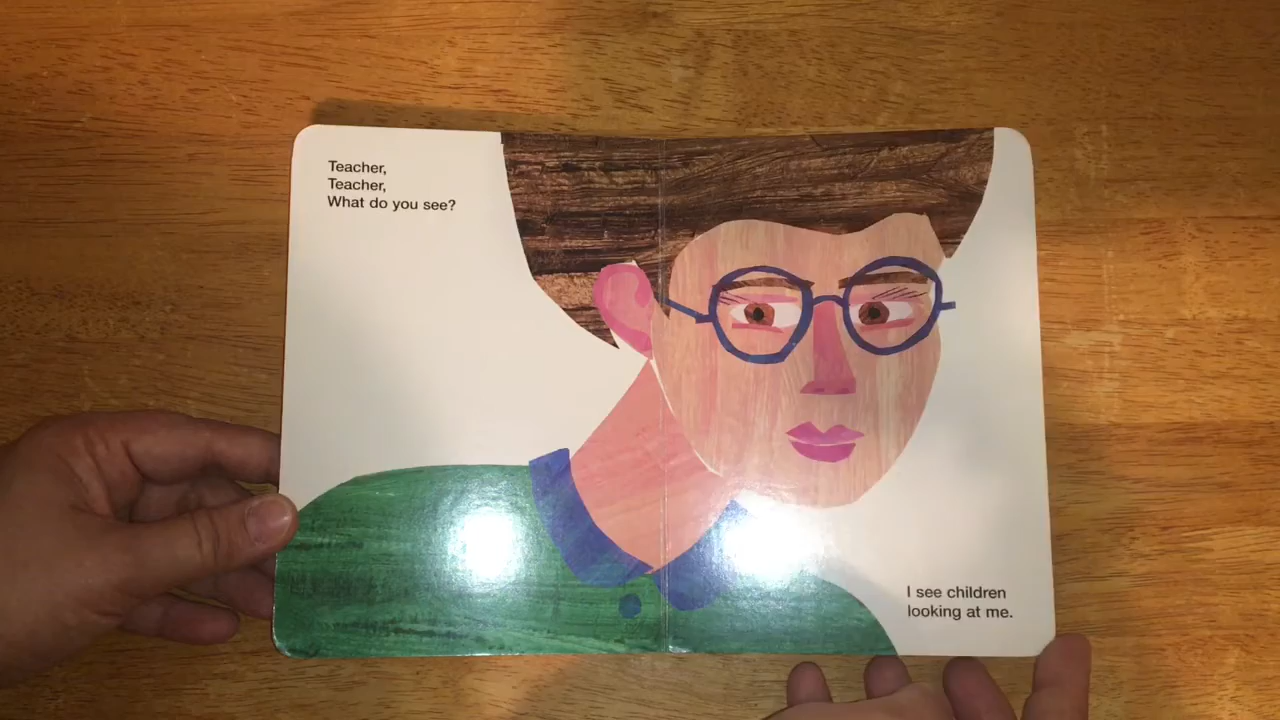 Teacher,
Teacher,
What do you see?
I see children
looking at me.